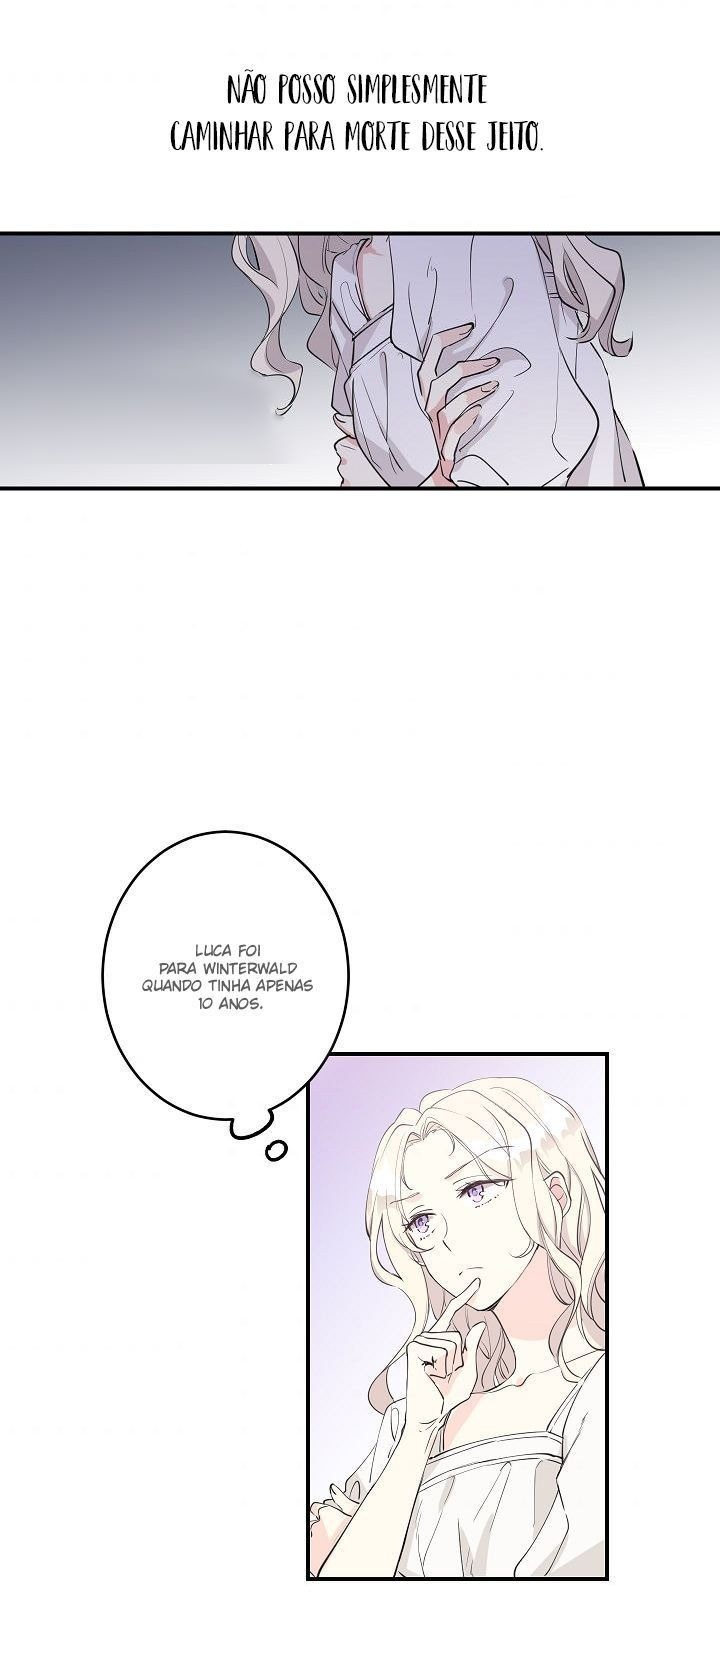 NÃO POSSO SIMPLESMENTE
CAMINHAR PARA MORTE DESSE JEITO.
LUCA FOI
PARA WINTERWALD
QUANDO TINHA APENAS
10 ANOS.